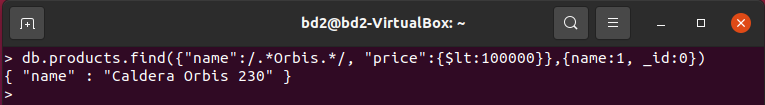 bd2@bd2-VirtualBox: ~
> db.products.find({"name":/.*Orbis.*/, "price":{$lt:100000}},{name:1, _id:0})
{ "name" : "Caldera Orbis 230" }
>